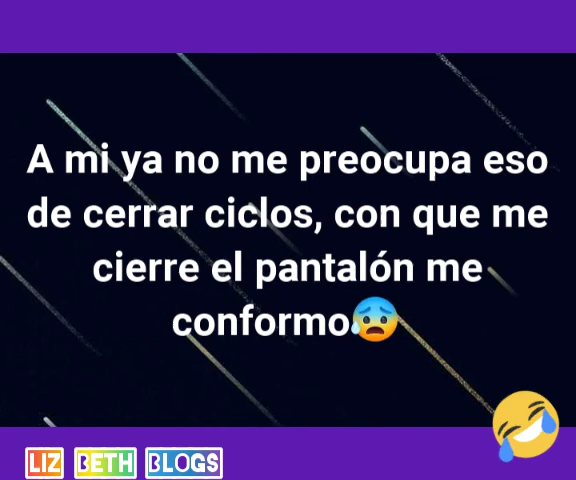 A mi ya no me preocupa eso
de cerrar ciclos, con que me
cierre el pantalón me
conformo😰
LIZ BETH BLOGS